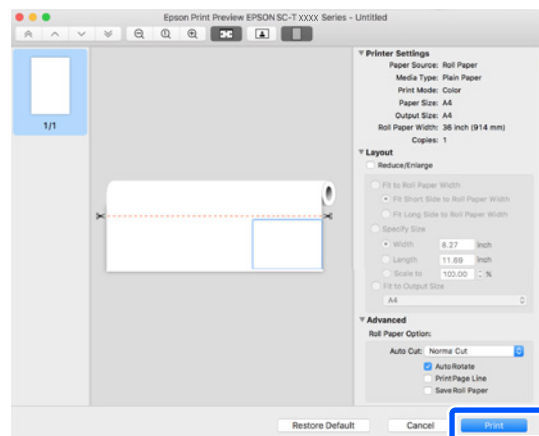 Epson Print Preview EPSON SC-T XXXX Series - Untitled
1/1
Printer Settings
Paper Source: Roll Paper
Media Type: Plain Paper
Print Mode: Color
Paper Size: A4
Output Size: A4
Roll Paper Width: 36 inch (914 mm)
Copies: 1
Layout
Reduce/Enlarge
Fit to Roll Paper Width
Fit Short Side to Roll Paper Width
Fit Long Side to Roll Paper Width
Specify Size
Width 8.27 inch
Length 11.69 inch
Scale to 100.00 %
Fit to Output Size
A4
Advanced
Roll Paper Option:
Auto Cut: Norma Cut
Auto Rotate
Print Page Line
Save Roll Paper
Restore Default Cancel Print